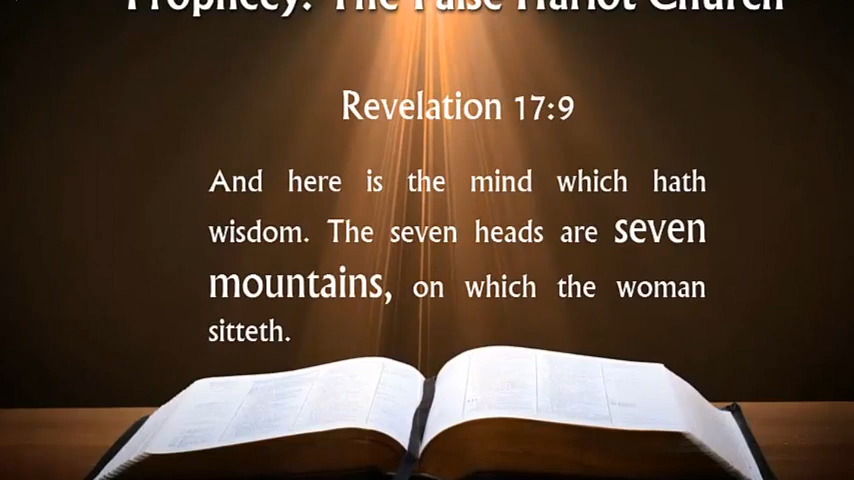 Prophecy: The False Harlot Church
Revelation 17:9
And here is the mind which hath
wisdom. The seven heads are seven
mountains, on which the woman
sitteth.